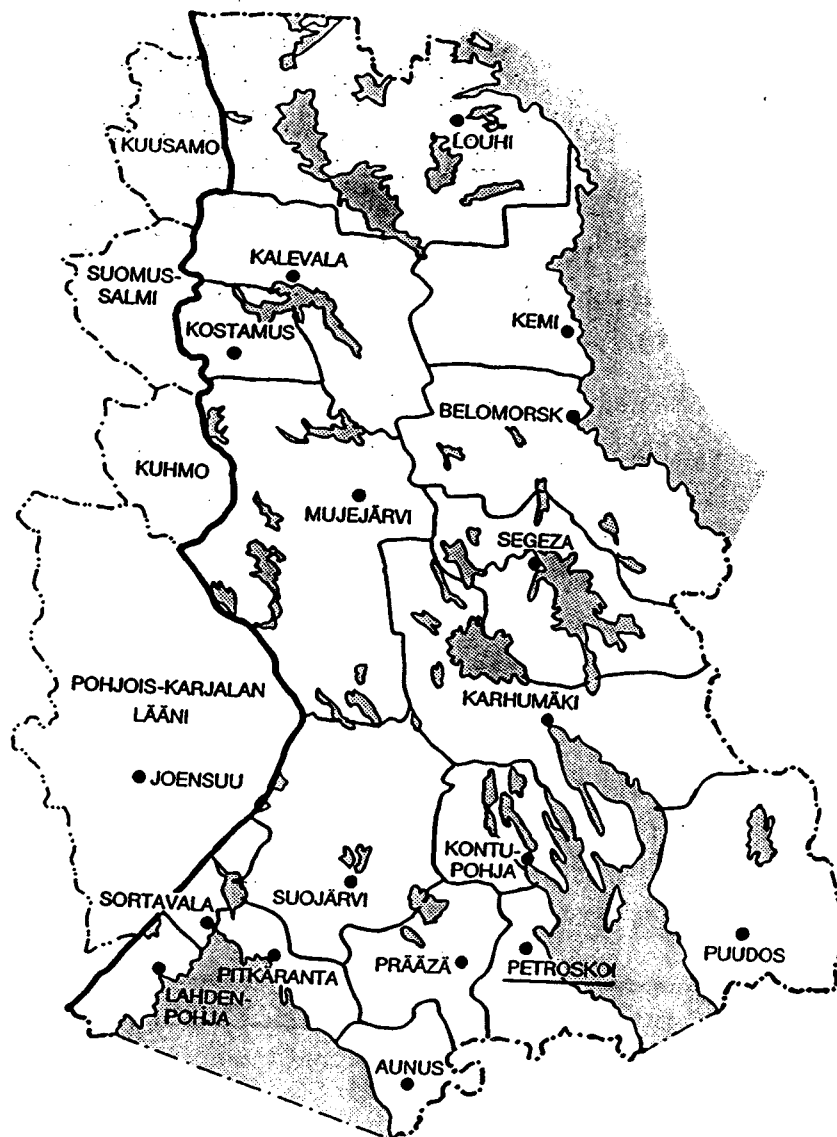 LOUHI
KUUSAMO
KALEVALA
SUOMUS-
SALMI
KOSTAMUS
KEMI
BELOMORSK
KUHMO
MUJEJÄRVI
SEGEZA
POHJOIS-KARJALAN
LÄÄNI
KARHUMÄKI
JOENSUU
KONTU-
POHJA
SUOJÄRVI
SORTAVALA
PUUDOS
PITKÄRANTA
PRÄÄZÄ
PETROSKOI
LAHDEN-
POHJA
AUNUS